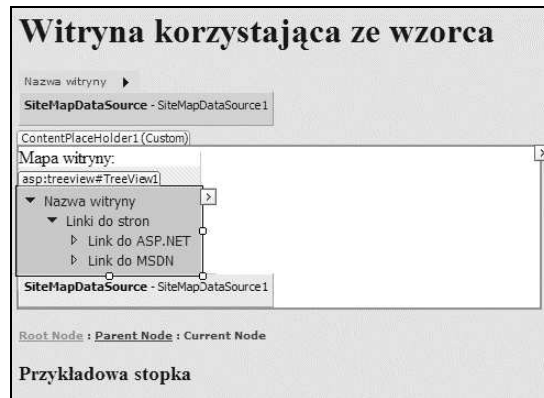 Witryna korzystająca ze wzorca
Nazwa witryny
SiteMapDataSource - SiteMapDataSource1
ContentPlaceHolder1 (Custom)
Mapa witryny:
asp:treeview#TreeView1
Nazwa witryny
Linki do stron
Link do ASP.NET
Link do MSDN
SiteMapDataSource - SiteMapDataSource1
Root Node : Parent Node : Current Node
Przykładowa stopka